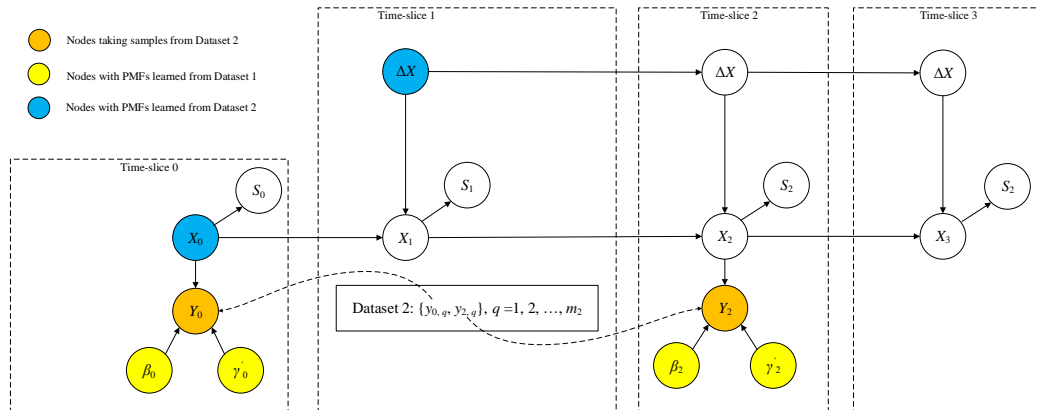 Time-slice 1
Time-slice 2
Time-slice 3
Nodes taking samples from Dataset 2
Nodes with PMFs learned from Dataset 1
Nodes with PMFs learned from Dataset 2
ΔX
ΔX
ΔX
Time-slice 0
S₀
S₁
S₂
S₂
X₀
X₁
X₂
X₃
Y₀
Dataset 2: {y₀, q, y₂, q}, q =1, 2, …, m₂
Y₂
β₀
γ'₀
β₂
γ'₂